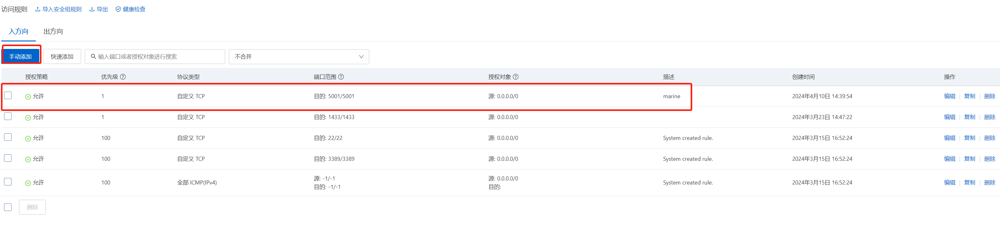 访问规则 导入安全组规则 导出 健康检查
入方向 出方向
手动添加 快速添加 输入端口或者授权对象进行搜索 不合并
授权策略 优先级 协议类型 端口范围 授权对象 描述 创建时间 操作
允许 1 自定义 TCP 目的: 5001/5001 源: 0.0.0.0/0 marine 2024年4月10日 14:39:54 编辑 复制 删除
允许 1 自定义 TCP 目的: 1433/1433 源: 0.0.0.0/0 2024年3月23日 14:47:22 编辑 复制 删除
允许 100 自定义 TCP 目的: 22/22 源: 0.0.0.0/0 System created rule. 2024年3月15日 16:52:24 编辑 复制 删除
允许 100 自定义 TCP 目的: 3389/3389 源: 0.0.0.0/0 System created rule. 2024年3月15日 16:52:24 编辑 复制 删除
源: -1/-1 源: 0.0.0.0/0
允许 100 全部 ICMP(IPv4) System created rule. 2024年3月15日 16:52:24 编辑 复制 删除
目的: -1/-1 目的:
删除